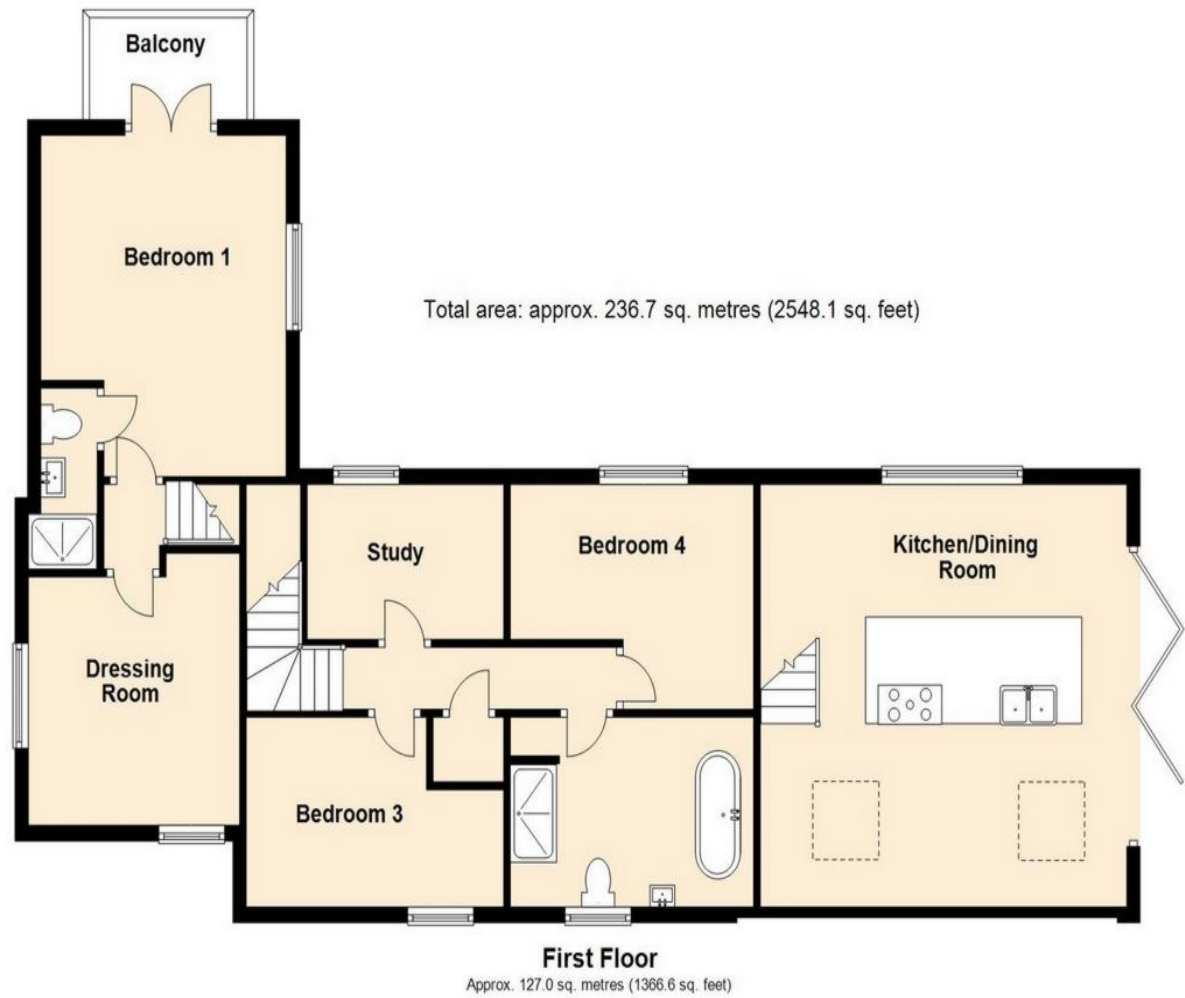 Balcony
Bedroom 1
Total area: approx. 236.7 sq. metres (2548.1 sq. feet)
Study
Bedroom 4
Kitchen/Dining
Room
Dressing
Room
Bedroom 3
First Floor
Approx. 127.0 sq. metres (1366.6 sq. feet)